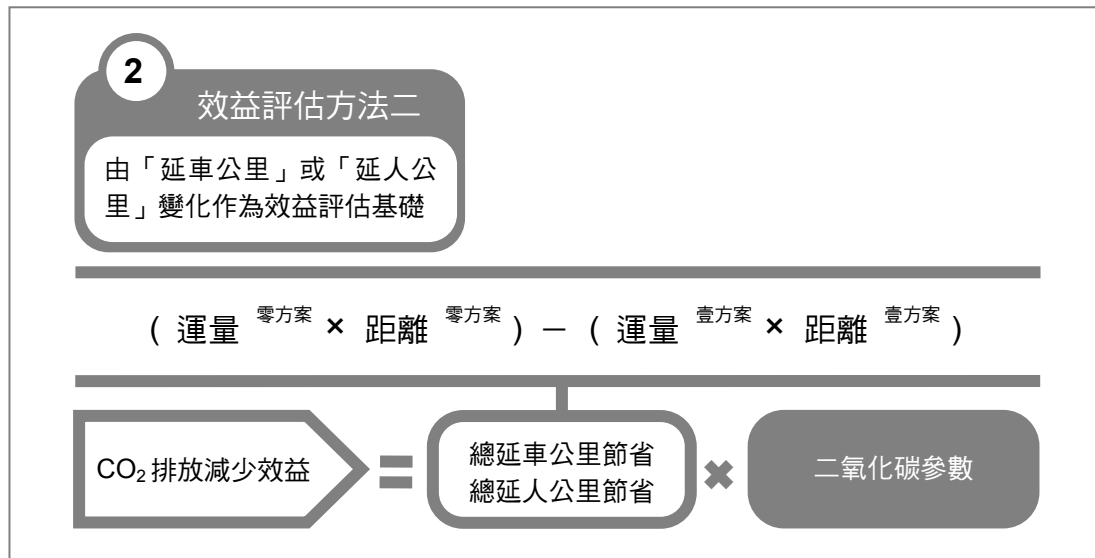 2
效益評估方法二
由「延車公里」或「延人公
里」變化作為效益評估基礎
( 運量 零方案 × 距離 零方案 ) － ( 運量 壹方案 × 距離 壹方案 )
CO₂ 排放減少效益 = 總延車公里節省 × 二氧化碳參數
總延人公里節省